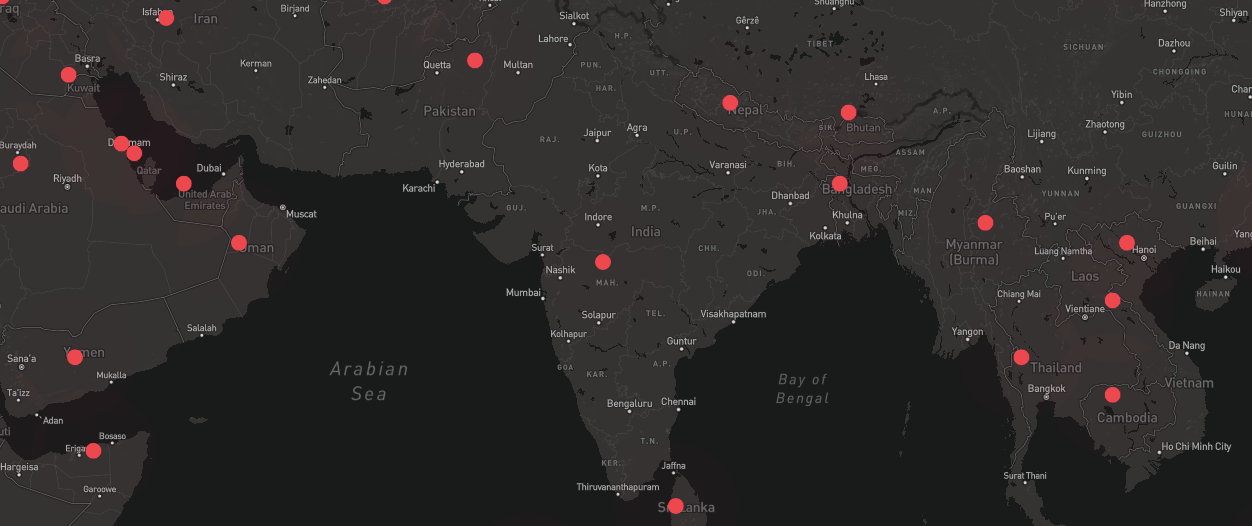 raq
Isfahan
Iran
Birjand
Sialkot
Lahore
H.P.
Gêrzê
Shuanghu
TIBET
Hanzhong
Shiyan
SICHUAN
Dazhou
CHONGQING
Basra
Kuwait
Shiraz
Kerman
Zahedan
Quetta
Multan
PUN.
UTT.
HAR.
Pakistan
Lhasa
Yibin
Nepal
SIK.
Bhutan
A.P.
Zhaotong
HUNAN
Lijiang
GUIZHOU
Buraydah
Dammam
Qatar
Riyadh
Dubai
United Arab
Emirates
audi Arabia
Muscat
Oman
Hyderabad
Karachi
RAJ.
Jaipur
Agra
U.P.
Kota
Varanasi
BIH.
ASSAM
MEG.
Baoshan
Kunming
Guilin
YUNNAN
GUANGXI
Dhanbad
Bangladesh
MAN.
JHA.
Khulna
MIZ.
Kolkata
GUJ.
Indore
M.P.
India
Pu'er
Myanmar
(Burma)
Luang Namtha
Hanoi
Beihai
Yang
Surat
Nashik
CHH.
ODI.
Laos
Haikou
HAINAN
MAH.
Mumbai
Chiang Mai
Vientiane
Solapur
TEL.
Visakhapatnam
Salalah
Kolhapur
Guntur
Yangon
Da Nang
Sana'a
Yemen
Arabian
Sea
GOA
KAR.
A.P.
Bay of
Bengal
Thailand
Bangkok
Vietnam
Mukalla
Ta'izz
Adan
uti
Bengaluru
Chennai
Cambodia
Bosaso
T.N.
Ho Chi Minh City
KER.
Jaffna
Hargeisa
Garoowe
Thiruvananthapuram
Surat Thani
Sri Lanka